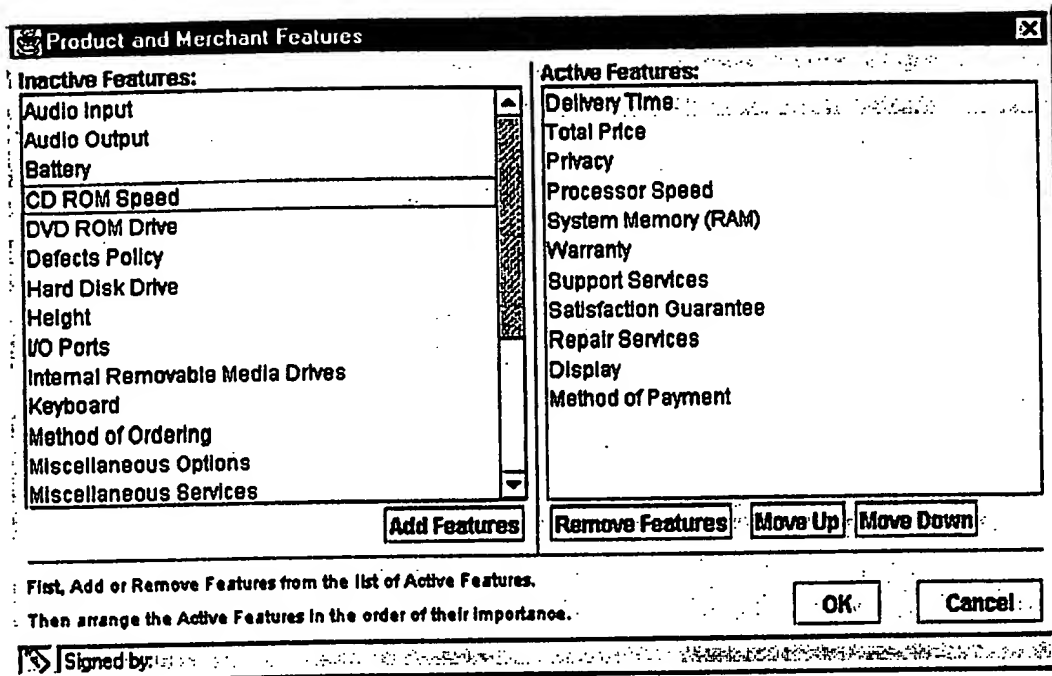 Product and Merchant Features
Inactive Features:
Audio Input
Audio Output
Battery
CD ROM Speed
DVD ROM Drive
Defects Policy
Hard Disk Drive
Height
I/O Ports
Internal Removable Media Drives
Keyboard
Method of Ordering
Miscellaneous Options
Miscellaneous Services
Add Features
Active Features:
Delivery Time
Total Price
Privacy
Processor Speed
System Memory (RAM)
Warranty
Support Services
Satisfaction Guarantee
Repair Services
Display
Method of Payment
Remove Features Move Up Move Down
First, Add or Remove Features from the list of Active Features.
Then arrange the Active Features in the order of their importance.
OK Cancel
Signed by: